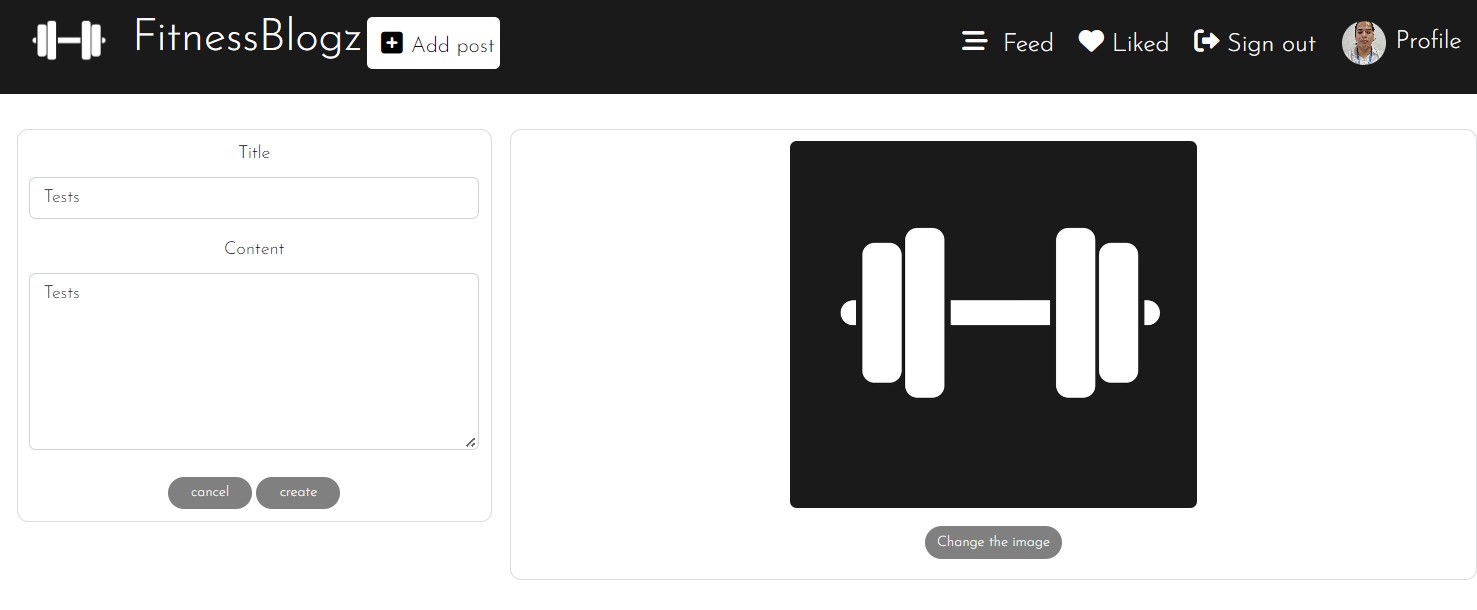 FitnessBlogz
Add post
Feed
Liked
Sign out
Profile
Title
Tests
Content
Tests
cancel
create
Change the image